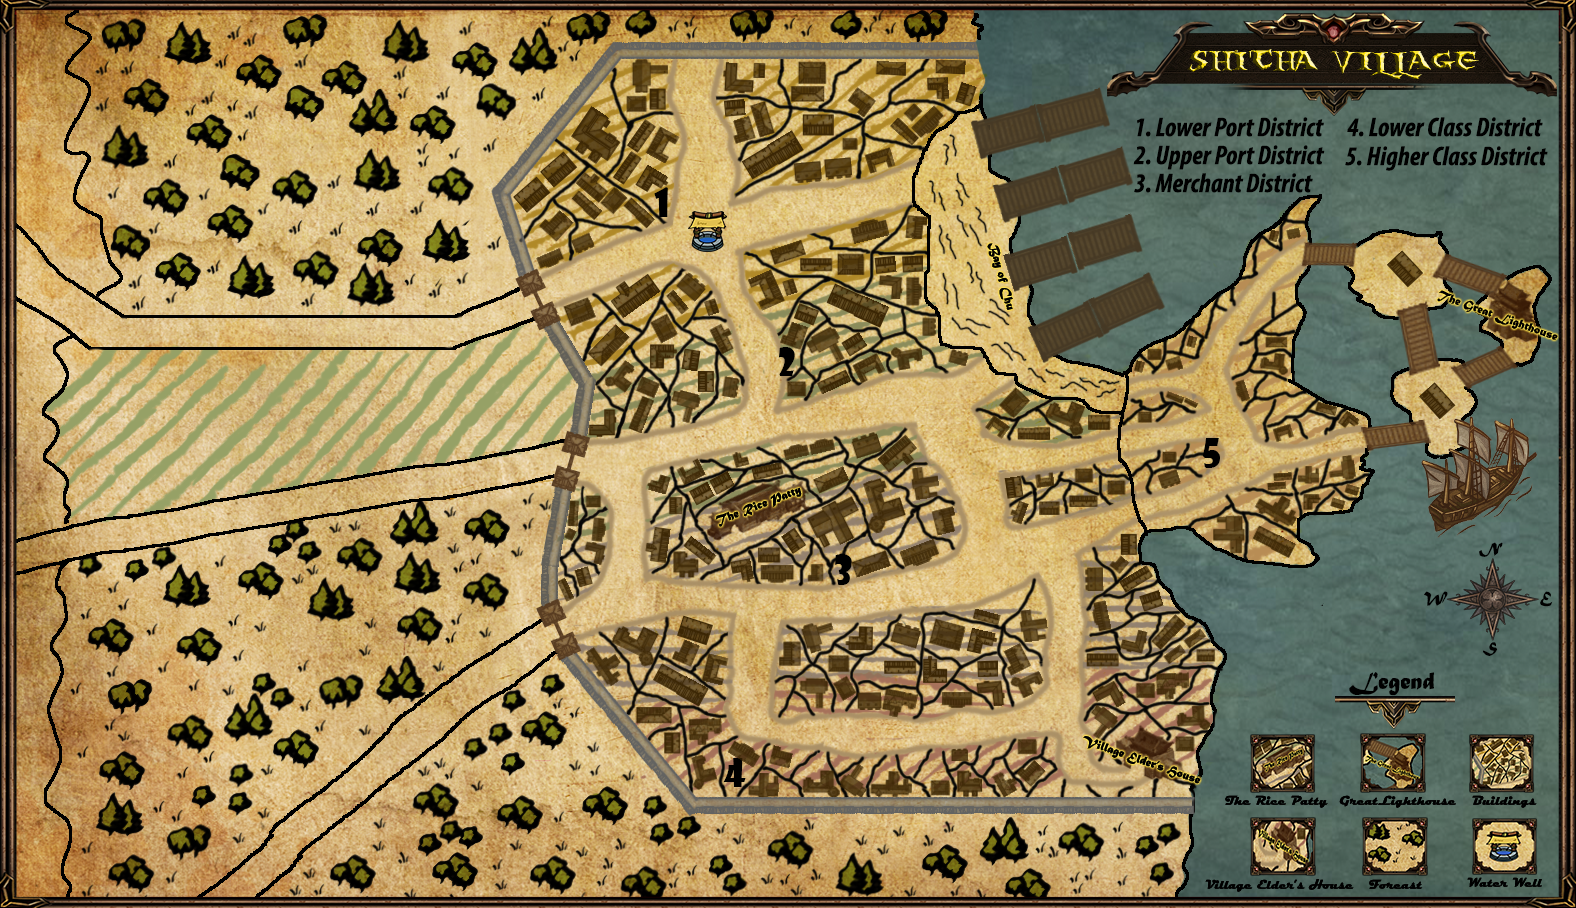 SHITHA VILLAGE
1. Lower Port District
2. Upper Port District
3. Merchant District
4. Lower Class District
5. Higher Class District
1
Bay of Chu
The Great Lighthouse
2
5
The Rice Patty
3
N
W E
S
Legend
Village Elder's House
4
The Rice Patty
Great Lighthouse
Buildings
Village Elder's House
Foreast
Water Well